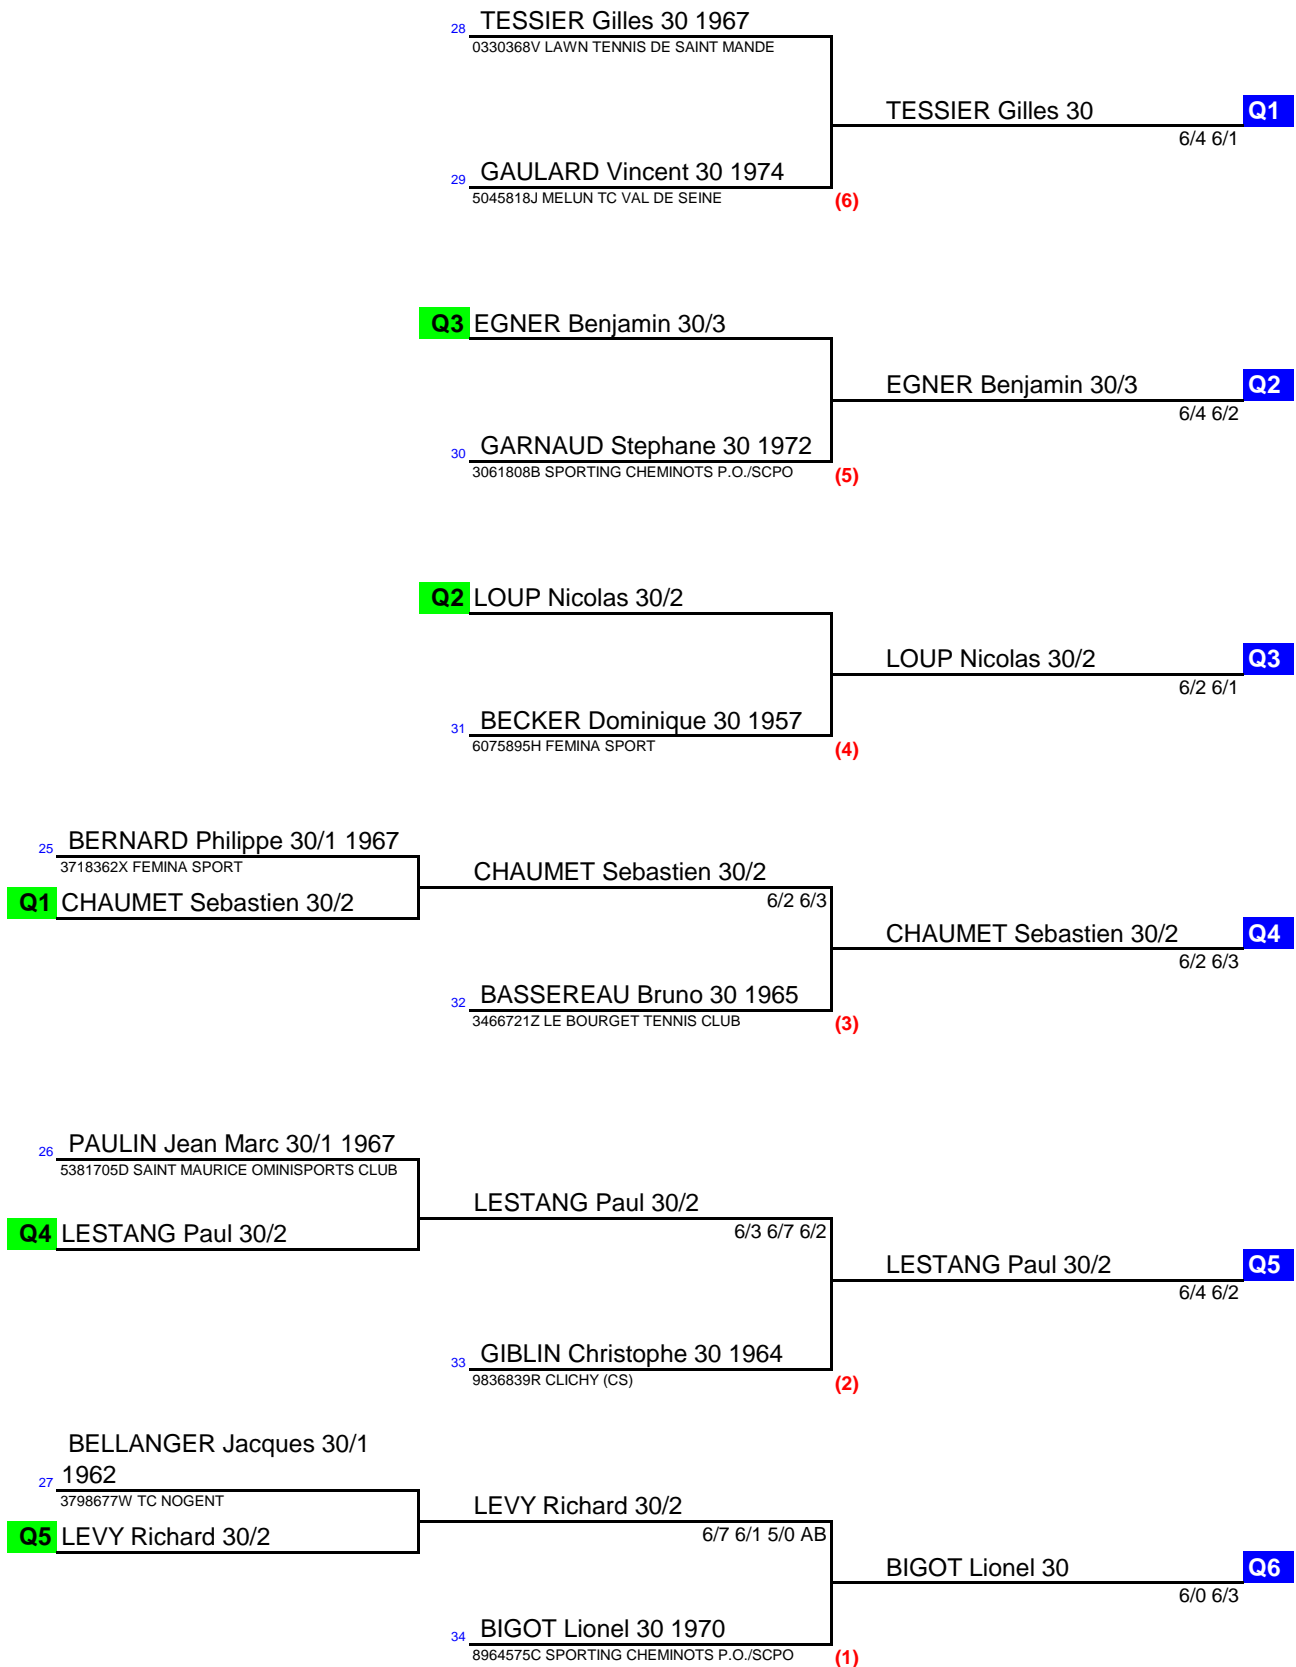 28 TESSIER Gilles 30 1967
0330368V LAWN TENNIS DE SAINT MANDE
TESSIER Gilles 30 Q1
6/4 6/1
29 GAULARD Vincent 30 1974
5045818J MELUN TC VAL DE SEINE (6)
Q3 EGNER Benjamin 30/3
EGNER Benjamin 30/3 Q2
6/4 6/2
30 GARNAUD Stephane 30 1972
3061808B SPORTING CHEMINOTS P.O./SCPO (5)
Q2 LOUP Nicolas 30/2
LOUP Nicolas 30/2 Q3
6/2 6/1
31 BECKER Dominique 30 1957
6075895H FEMINA SPORT (4)
25 BERNARD Philippe 30/1 1967
3718362X FEMINA SPORT
CHAUMET Sebastien 30/2
Q1 CHAUMET Sebastien 30/2
6/2 6/3
CHAUMET Sebastien 30/2 Q4
6/2 6/3
32 BASSEREAU Bruno 30 1965
3466721Z LE BOURGET TENNIS CLUB (3)
26 PAULIN Jean Marc 30/1 1967
5381705D SAINT MAURICE OMINISPORTS CLUB
LESTANG Paul 30/2
Q4 LESTANG Paul 30/2
6/3 6/7 6/2
LESTANG Paul 30/2 Q5
6/4 6/2
33 GIBLIN Christophe 30 1964
9836839R CLICHY (CS) (2)
BELLANGER Jacques 30/1
27 1962
3798677W TC NOGENT
LEVY Richard 30/2
Q5 LEVY Richard 30/2
6/7 6/1 5/0 AB
BIGOT Lionel 30 Q6
6/0 6/3
34 BIGOT Lionel 30 1970
8964575C SPORTING CHEMINOTS P.O./SCPO (1)